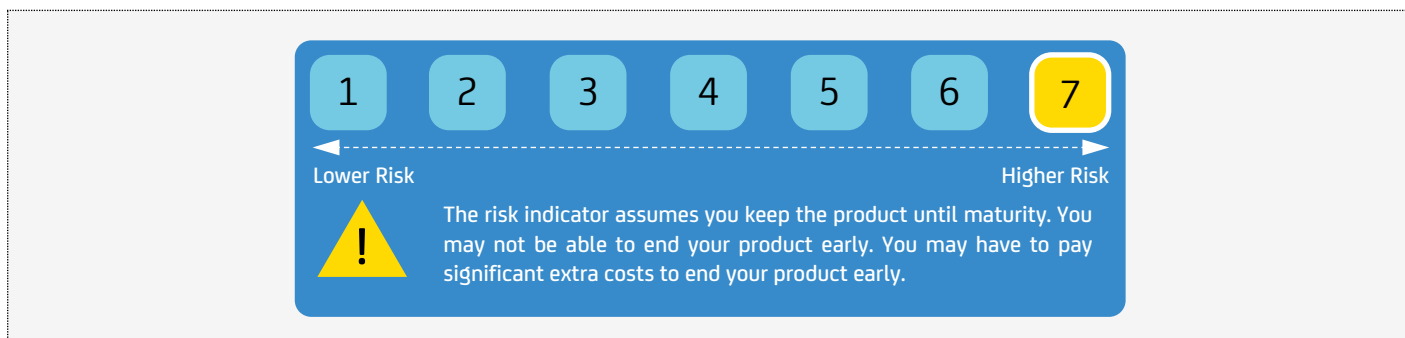 1 2 3 4 5 6 7
Lower Risk Higher Risk
!
The risk indicator assumes you keep the product until maturity. You
may not be able to end your product early. You may have to pay
significant extra costs to end your product early.